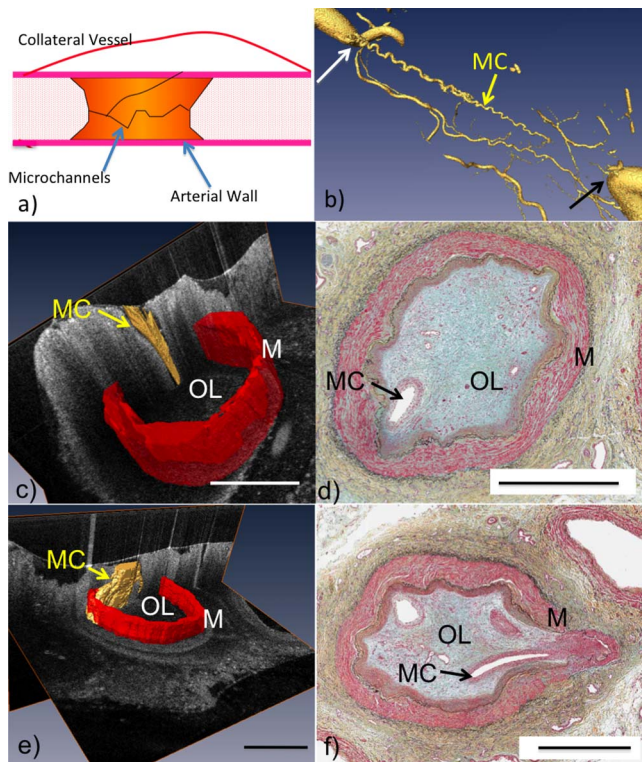 Collateral Vessel
Microchannels
Arterial Wall
a)
MC
b)
MC
OL
M
c)
MC
OL
M
d)
MC
OL
M
e)
OL
M
MC
f)